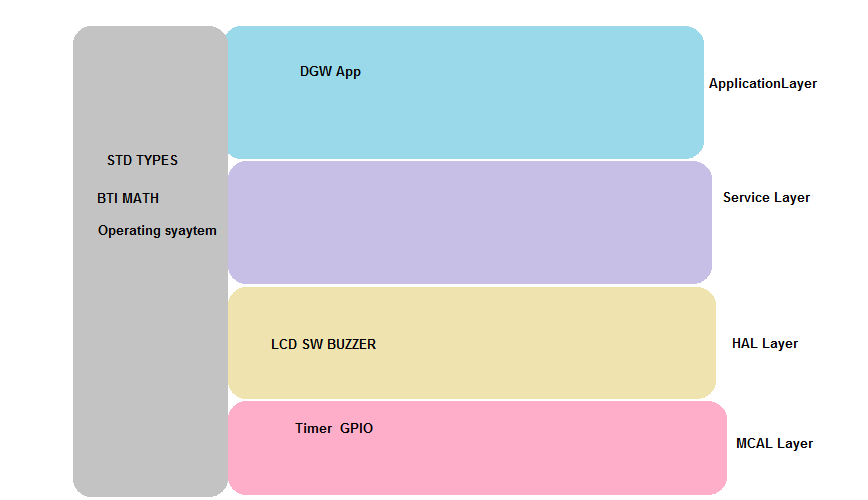 DGW App
ApplicationLayer
STD TYPES
BTI MATH
Service Layer
Operating syaytem
LCD SW BUZZER
HAL Layer
Timer GPIO
MCAL Layer